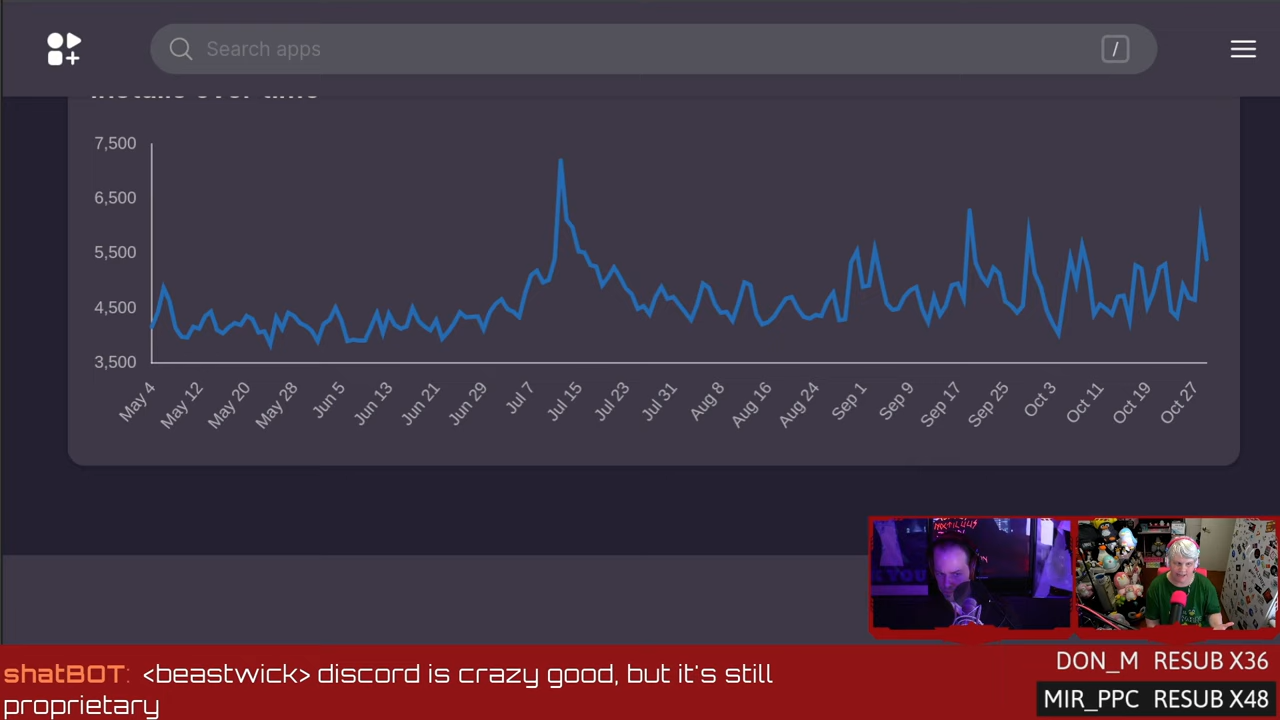 Search apps /
Installs over time
7,500
6,500
5,500
4,500
3,500
May 4 May 12 May 20 May 28 Jun 5 Jun 13 Jun 21 Jun 29 Jul 7 Jul 15 Jul 23 Jul 31 Aug 8 Aug 16 Aug 24 Sep 1 Sep 9 Sep 17 Sep 25 Oct 3 Oct 11 Oct 19 Oct 27
shatBOT: <beastwick> discord is crazy good, but it's still
proprietary
DON_M RESUB X36
MIR_PPC RESUB X48